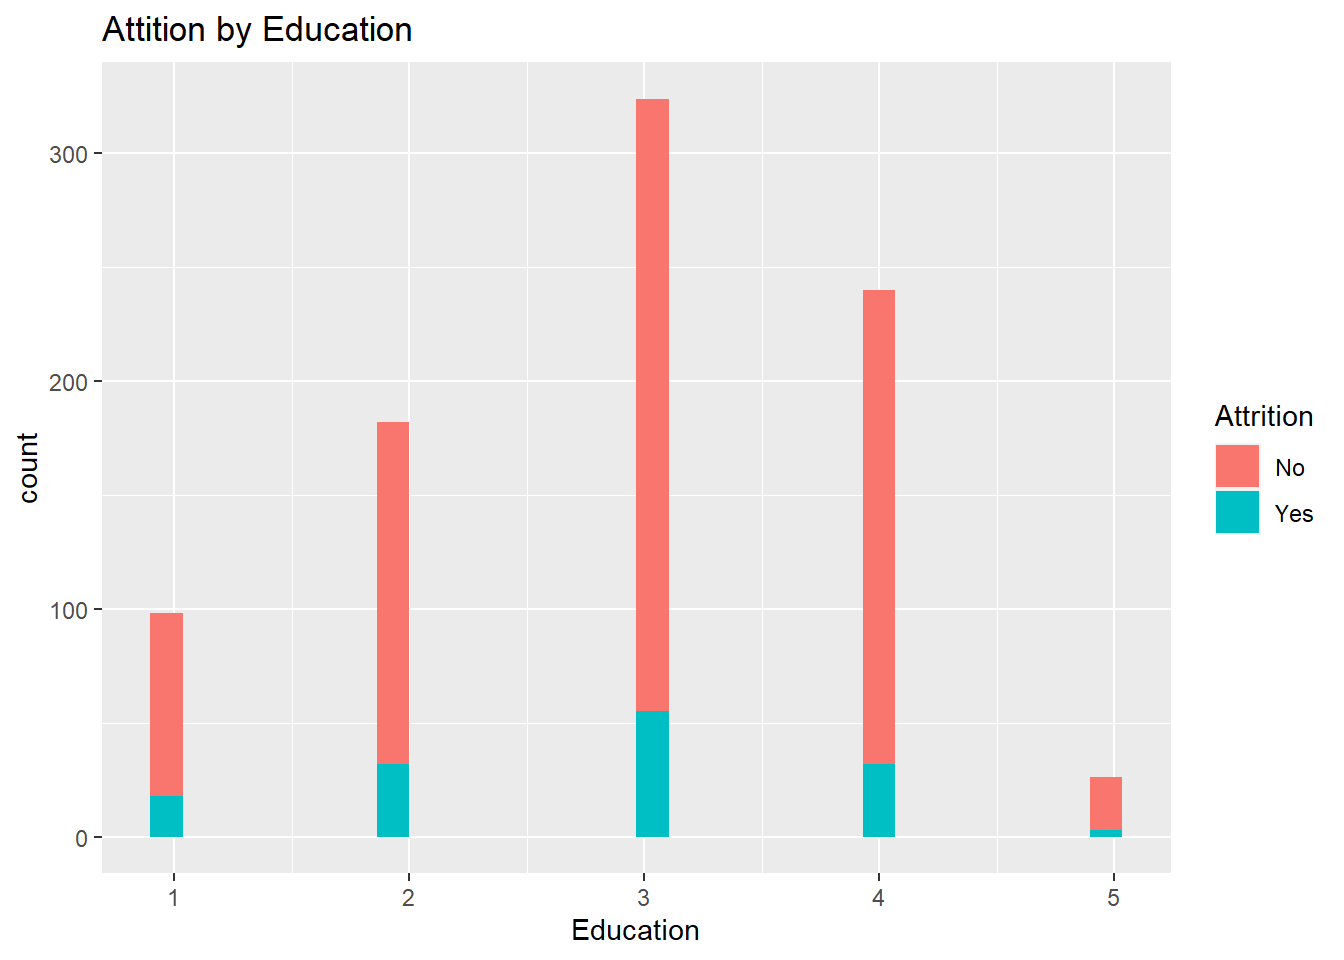 Attition by Education
300
200
100
0
count
1 2 3 4 5
Education
Attrition
No
Yes